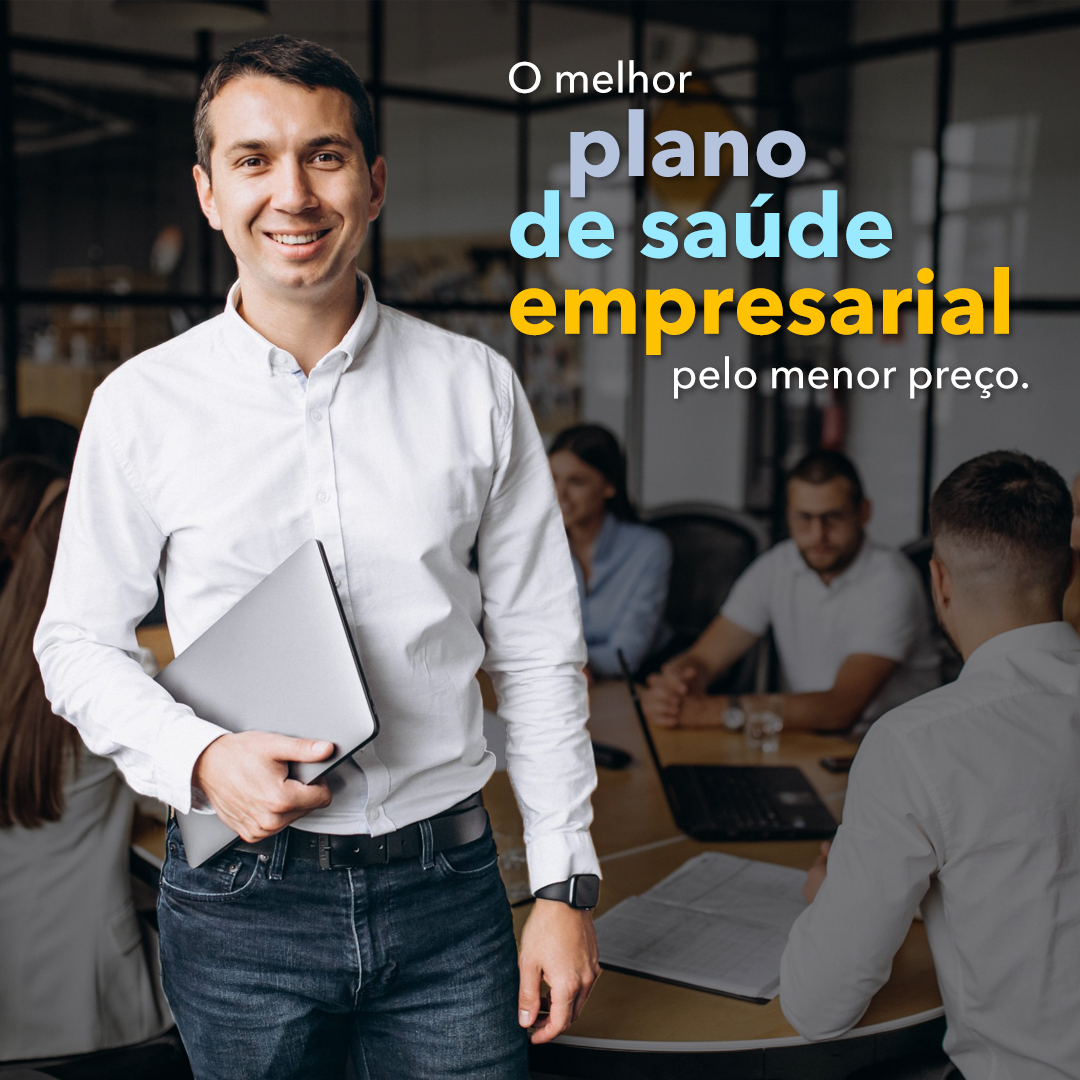 O melhor
plano
de saúde
empresarial
pelo menor preço.